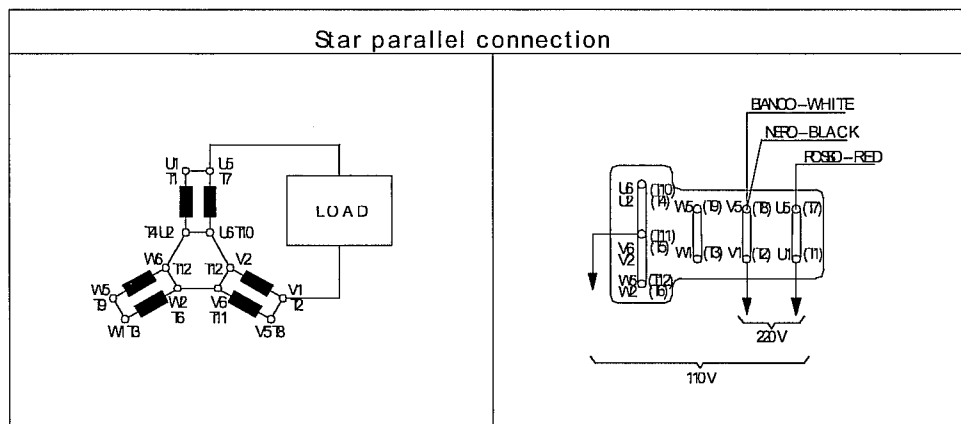 Star parallel connection
BIANCO-WHITE
NERO-BLACK
ROSSO-RED
U1 U5
T1 T7
LOAD
T4 U2 U6 T10
W6 T12 T12 V2
W5 W2 V6 V1
T9 T6 T11 T2
W1 T3 V5 T8
U6 (T10)
U2 (T4)
W5 (T9) V5 (T8) U5 (T7)
(T11)
(T5)
V6
V2
W1 (T3) V1 (T2) U1 (T1)
W5 (T12)
W2 (T6)
220V
110V